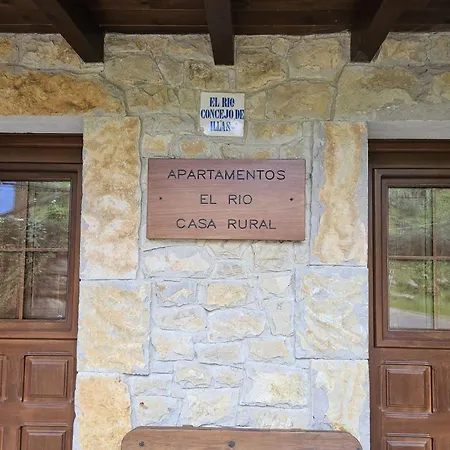 EL RIO
CONCEJO DE
ILLAS
APARTAMENTOS
EL RIO
CASA RURAL